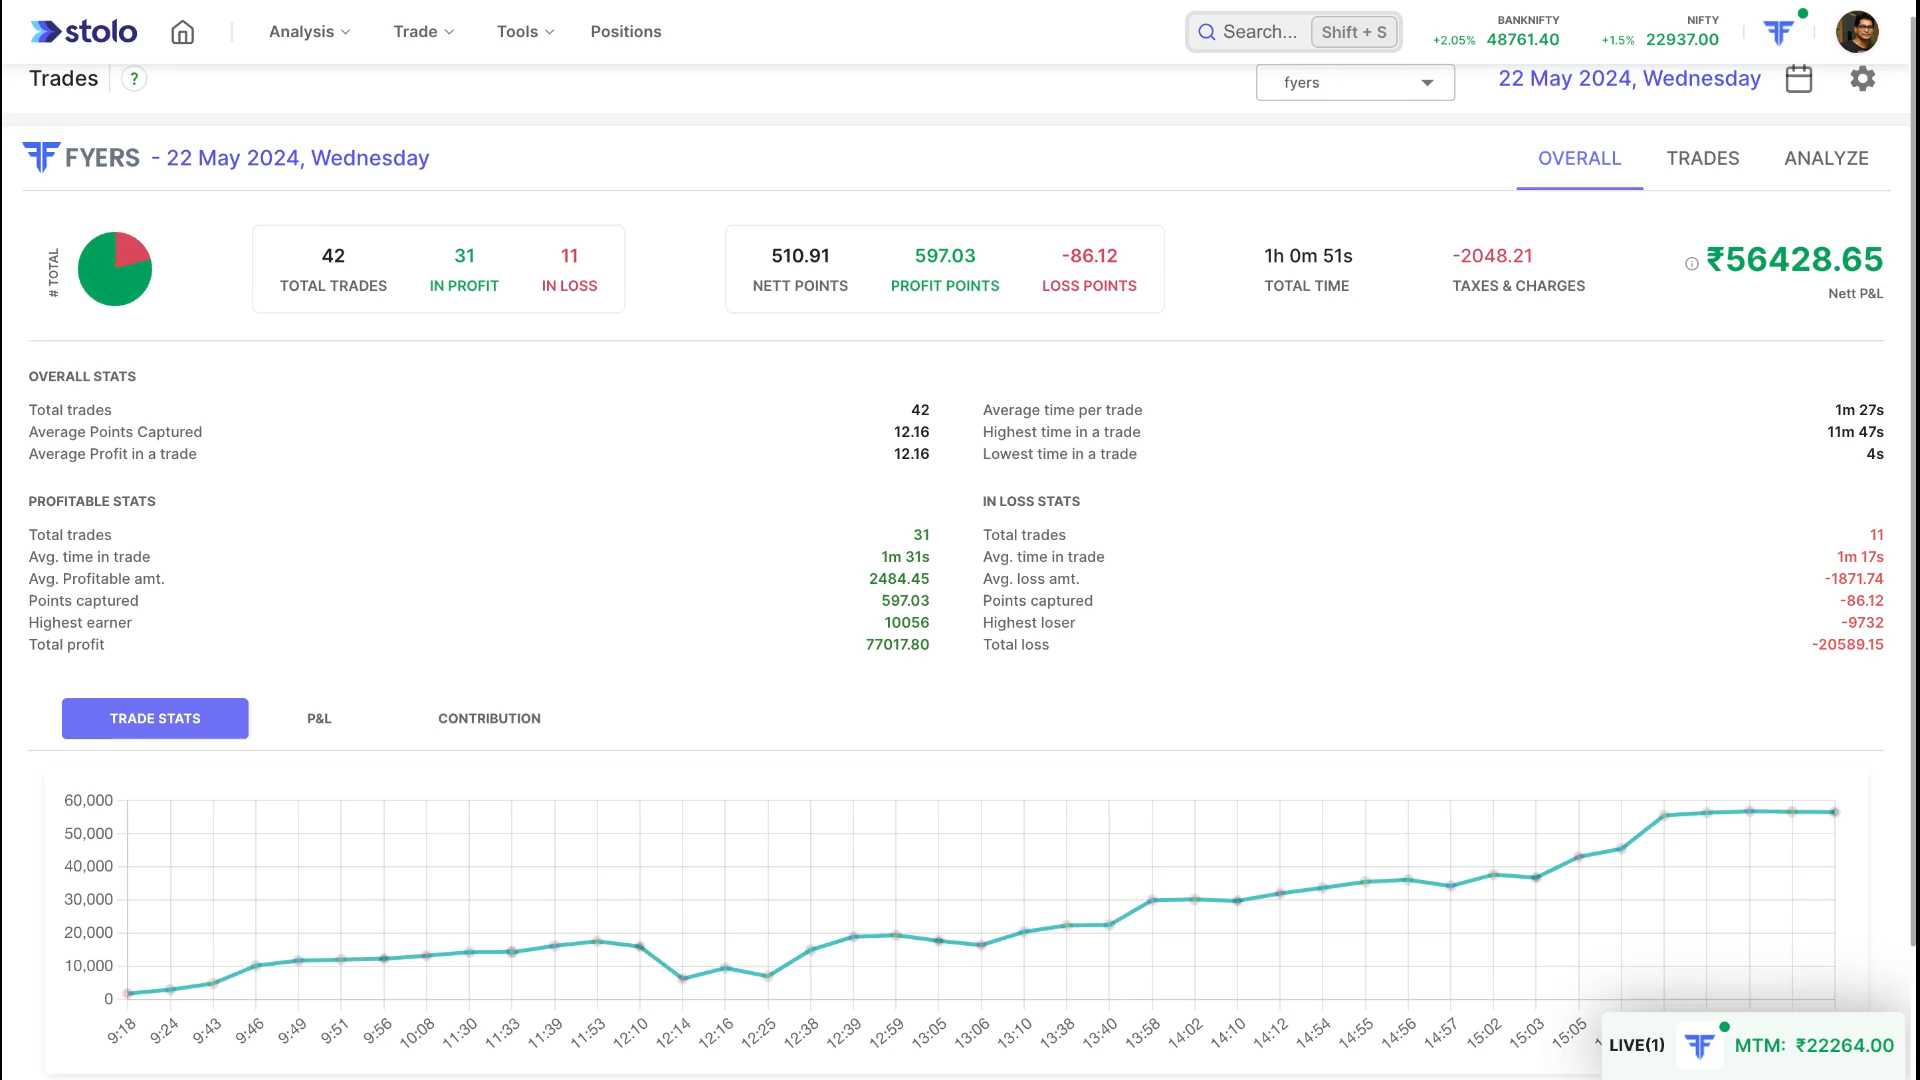 stolo
Analysis
Trade
Tools
Positions
Search...
Shift + S
BANKNIFTY
+2.05% 48761.40
NIFTY
+1.5% 22937.00
Trades ?
fyers
22 May 2024, Wednesday
FYERS - 22 May 2024, Wednesday
OVERALL
TRADES
ANALYZE
# TOTAL
42
TOTAL TRADES
31
IN PROFIT
11
IN LOSS
510.91
NETT POINTS
597.03
PROFIT POINTS
-86.12
LOSS POINTS
1h 0m 51s
TOTAL TIME
-2048.21
TAXES & CHARGES
₹56428.65
Nett P&L
OVERALL STATS
Total trades 42
Average Points Captured 12.16
Average Profit in a trade 12.16
Average time per trade 1m 27s
Highest time in a trade 11m 47s
Lowest time in a trade 4s
PROFITABLE STATS
Total trades 31
Avg. time in trade 1m 31s
Avg. Profitable amt. 2484.45
Points captured 597.03
Highest earner 10056
Total profit 77017.80
IN LOSS STATS
Total trades 11
Avg. time in trade 1m 17s
Avg. loss amt. -1871.74
Points captured -86.12
Highest loser -9732
Total loss -20589.15
TRADE STATS
P&L
CONTRIBUTION
60,000
50,000
40,000
30,000
20,000
10,000
0
9:18 9:24 9:43 9:46 9:49 9:51 9:56 10:08 11:30 11:33 11:39 11:53 12:10 12:14 12:16 12:25 12:38 12:39 12:59 13:05 13:06 13:10 13:38 13:40 13:58 14:02 14:10 14:12 14:54 14:55 14:56 14:57 15:02 15:03 15:05
LIVE(1)
MTM: ₹22264.00